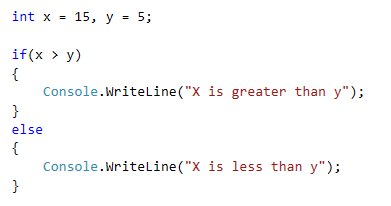 int x = 15, y = 5;
if(x > y)
{
Console.WriteLine("X is greater than y");
}
else
{
Console.WriteLine("X is less than y");
}